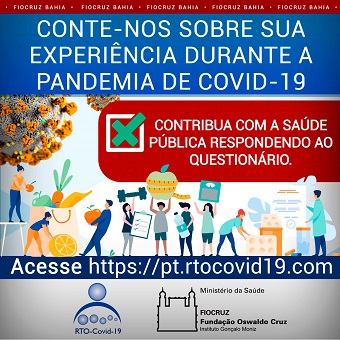 • FIOCRUZ BAHIA • FIOCRUZ BAHIA • FIOCRUZ BAHIA • FIOCRUZ BAHIA • FIOCRUZ BAHIA •
CONTE-NOS SOBRE SUA
EXPERIÊNCIA DURANTE A
PANDEMIA DE COVID-19
CONTRIBUA COM A SAÚDE
PÚBLICA RESPONDENDO AO
QUESTIONÁRIO.
Acesse https://pt.rtocovid19.com
RTO-Covid-19
Ministério da Saúde
FIOCRUZ
Fundação Oswaldo Cruz
Instituto Gonçalo Moniz